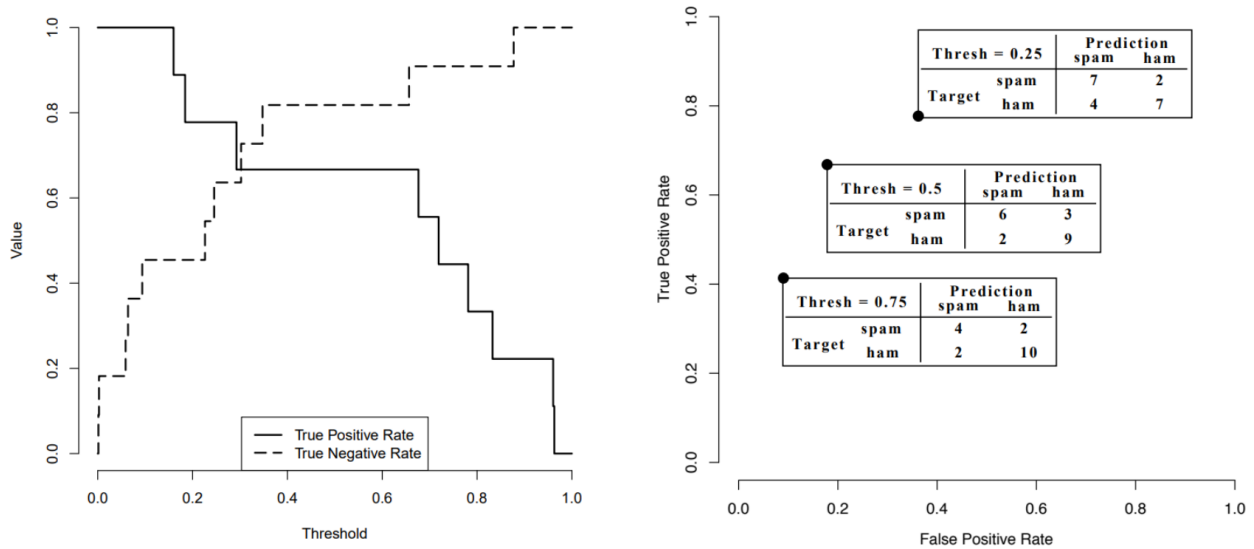 Value
1.0
0.8
0.6
0.4
0.2
0.0
True Positive Rate
True Negative Rate
0.0 0.2 0.4 0.6 0.8 1.0
Threshold
True Positive Rate
1.0
0.8
0.6
0.4
0.2
0.0
Thresh = 0.25 Prediction
spam ham
Target spam 7 2
ham 4 7
Thresh = 0.5 Prediction
spam ham
Target spam 6 3
ham 2 9
Thresh = 0.75 Prediction
spam ham
Target spam 4 2
ham 2 10
0.0 0.2 0.4 0.6 0.8 1.0
False Positive Rate